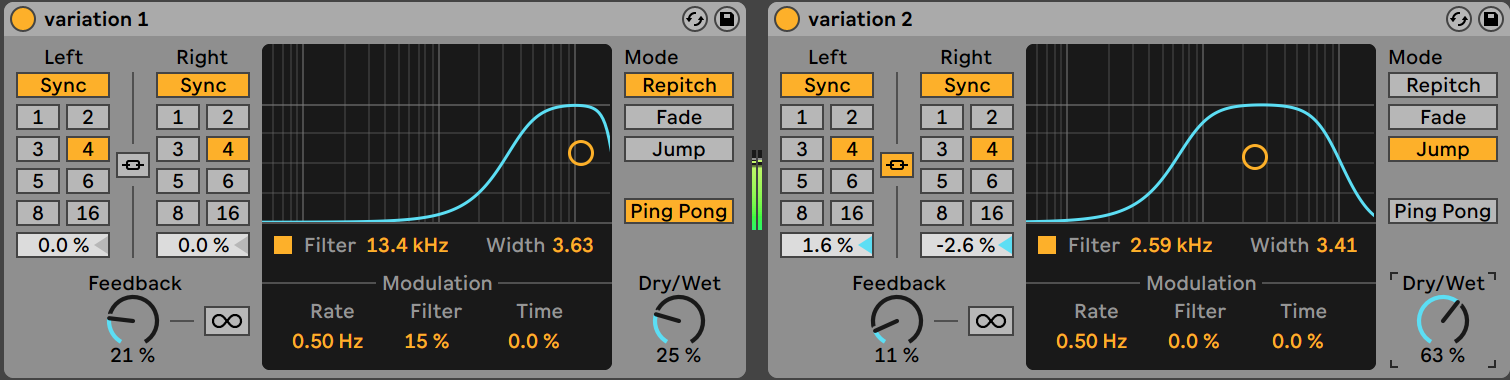 variation 1
Left
Right
Sync
Sync
1 2
1 2
3 4
3 4
5 6
5 6
8 16
8 16
0.0 %
0.0 %
Feedback
21 %
Filter 13.4 kHz Width 3.63
Modulation
Rate Filter Time
0.50 Hz 15 % 0.0 %
Mode
Repitch
Fade
Jump
Ping Pong
Dry/Wet
25 %
variation 2
Left
Right
Sync
Sync
1 2
1 2
3 4
3 4
5 6
5 6
8 16
8 16
1.6 %
-2.6 %
Feedback
11 %
Filter 2.59 kHz Width 3.41
Modulation
Rate Filter Time
0.50 Hz 0.0 % 0.0 %
Mode
Repitch
Fade
Jump
Ping Pong
Dry/Wet
63 %